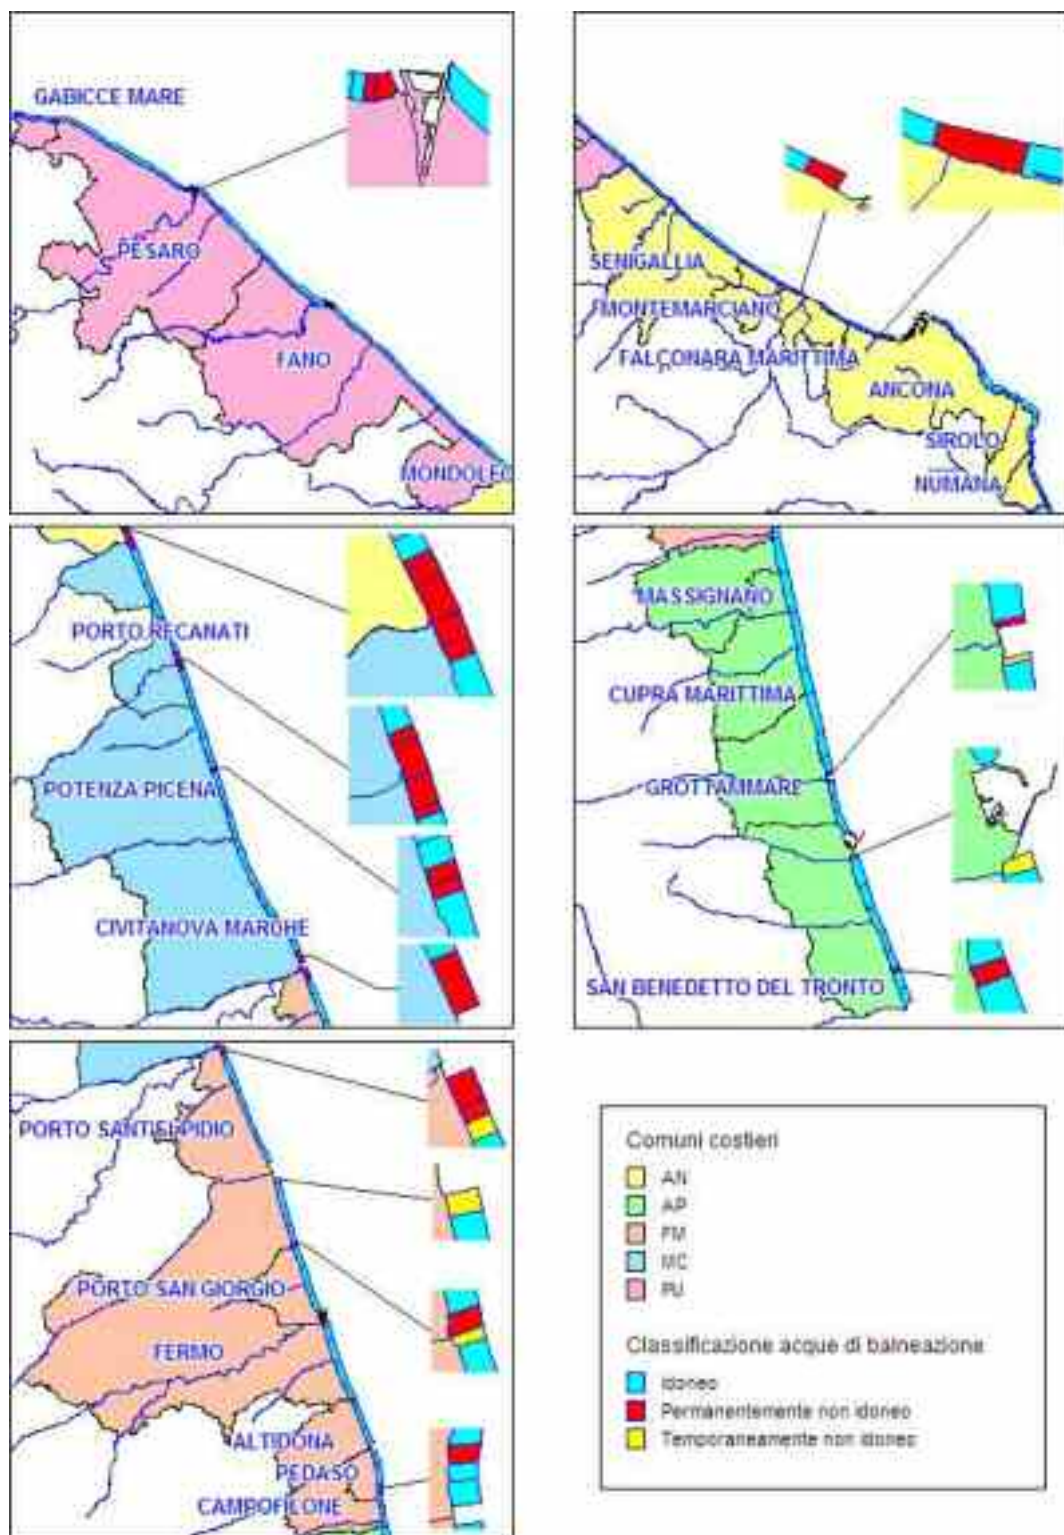 GABICCE MARE
PESARO
FANO
MONDOLFO
SENIGALLIA
MONTEMARCIANO
FALCONARA MARITTIMA
ANCONA
SIROLO
NUMANA
PORTO RECANATI
POTENZA PICENA
CIVITANOVA MARCHE
MASSIGNANO
CUPRA MARITTIMA
GROTTAMMARE
SAN BENEDETTO DEL TRONTO
PORTO SANT'ELPIDIO
PORTO SAN GIORGIO
FERMO
ALTIDONA
PEDASO
CAMPOFILONE
Comuni costieri
AN
AP
FM
MC
PU
Classificazione acque di balneazione
Idoneo
Permanentemente non idoneo
Temporaneamente non idoneo